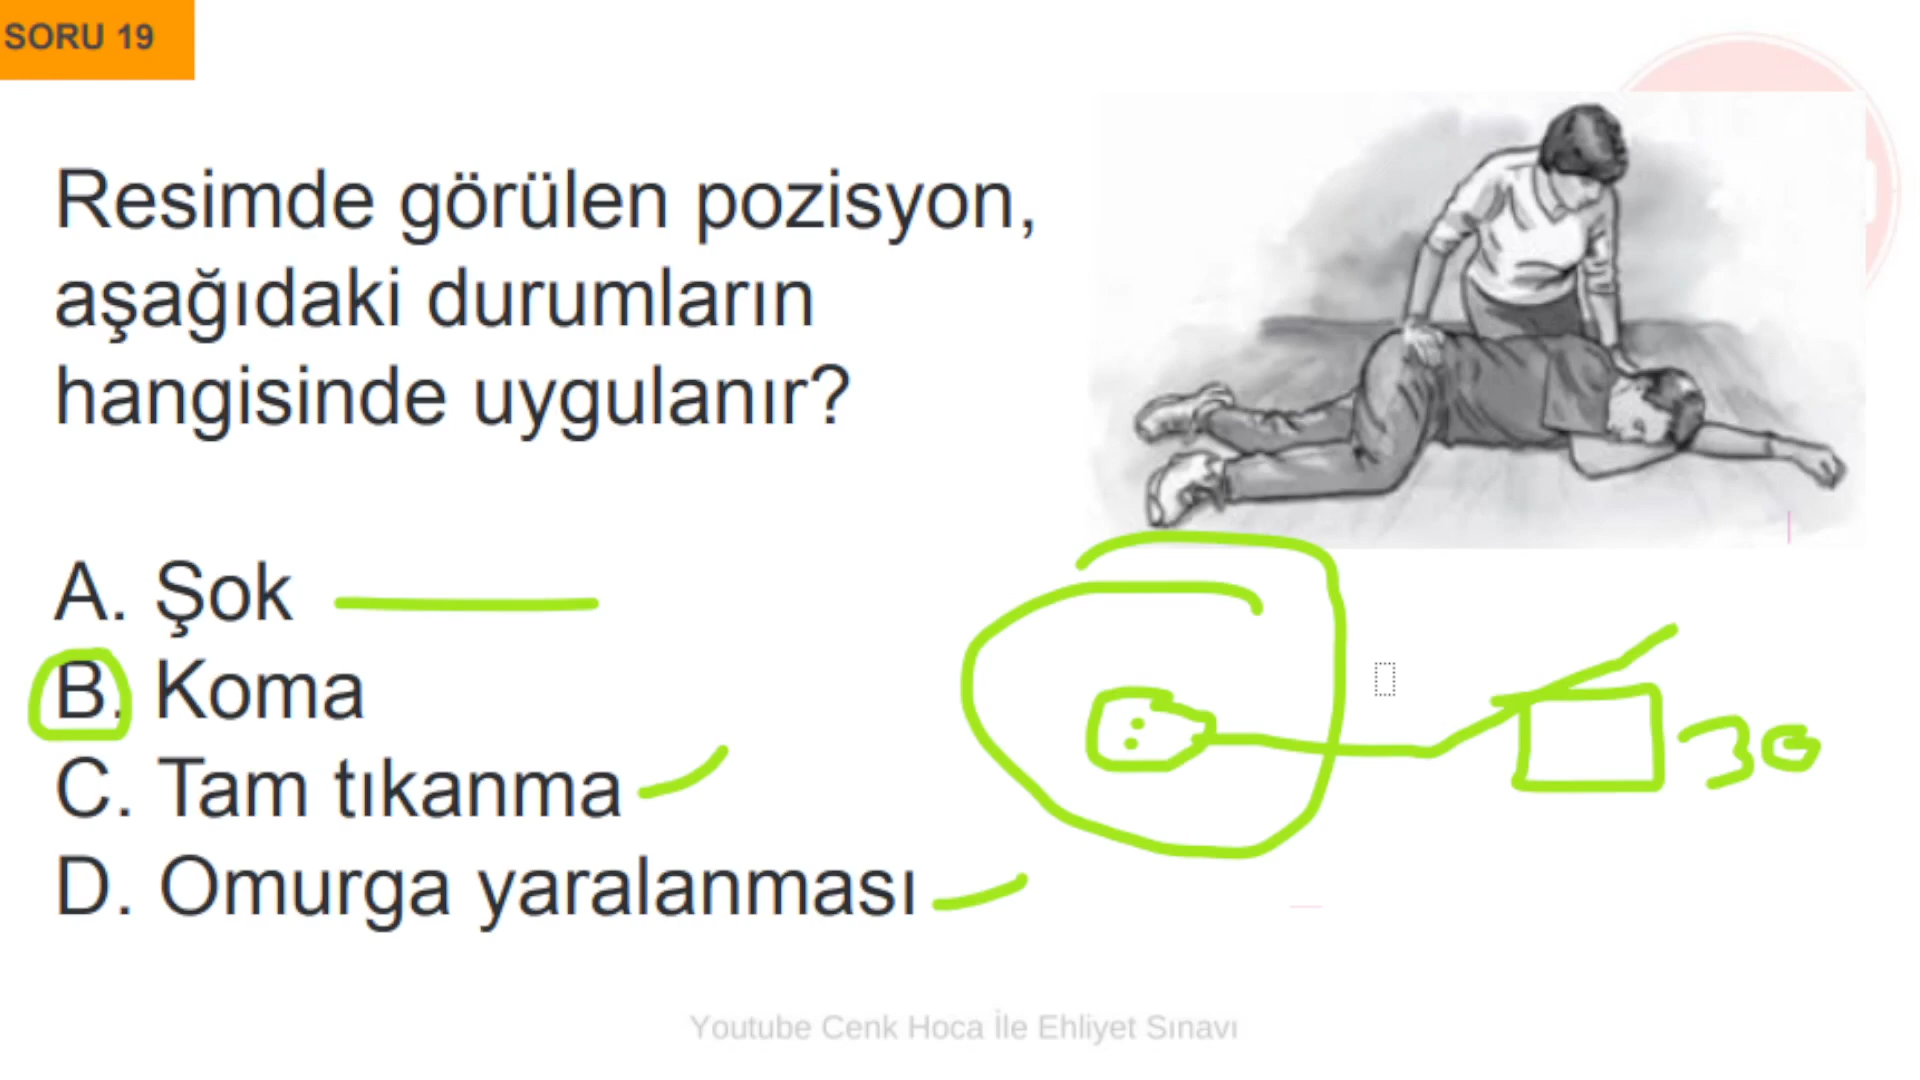 SORU 19
Resimde görülen pozisyon,
aşağıdaki durumların
hangisinde uygulanır?
A. Şok
B. Koma
C. Tam tıkanma
D. Omurga yaralanması
30
Youtube Cenk Hoca İle Ehliyet Sınavı